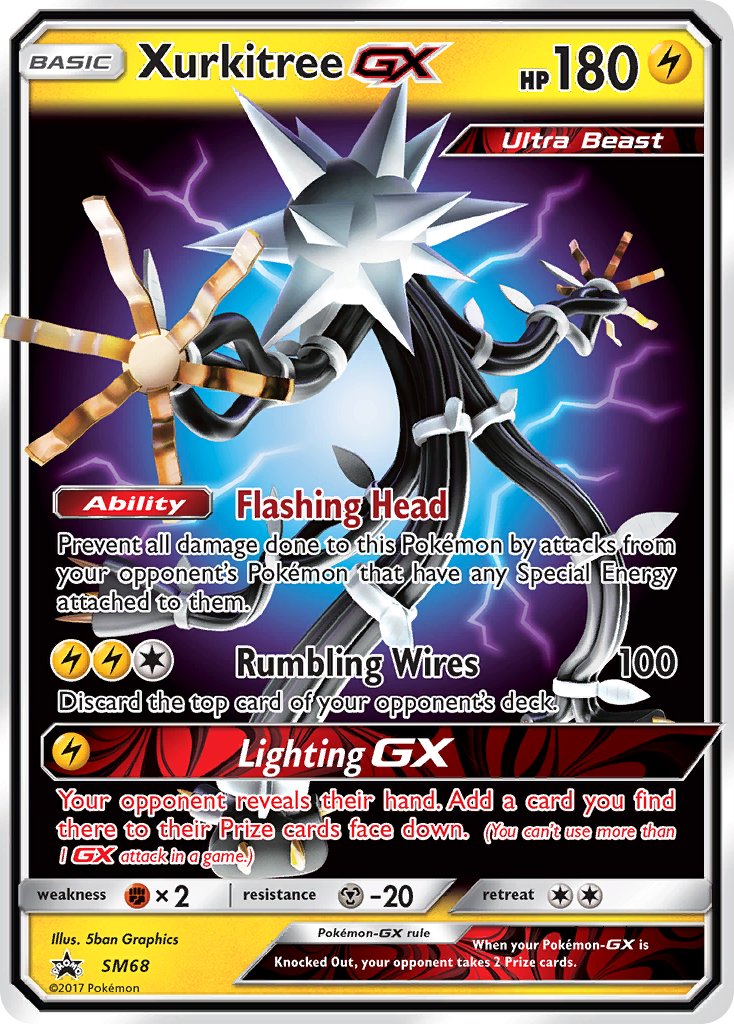 BASIC Xurkitree GX HP 180
Ultra Beast
Ability Flashing Head
Prevent all damage done to this Pokémon by attacks from
your opponent's Pokémon that have any Special Energy
attached to them.
Rumbling Wires 100
Discard the top card of your opponent's deck.
Lighting GX
Your opponent reveals their hand. Add a card you find
there to their Prize cards face down. (You can't use more than
1 GX attack in a game.)
weakness × 2 resistance -20 retreat
Illus. 5ban Graphics
Pokémon-GX rule
When your Pokémon-GX is
Knocked Out, your opponent takes 2 Prize cards.
PROMO SM68
©2017 Pokémon